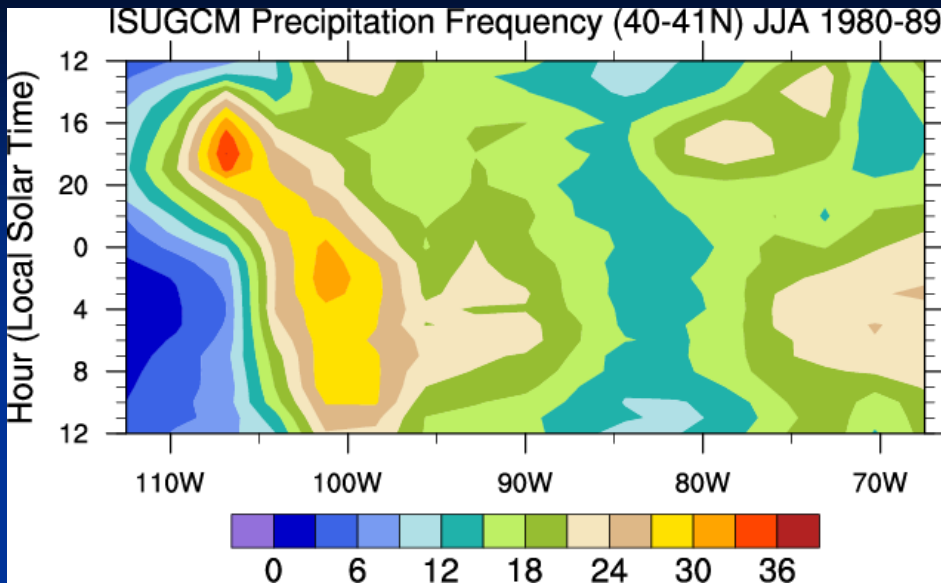 ISUGCM Precipitation Frequency (40-41N) JJA 1980-89
Hour (Local Solar Time)
12
16
20
0
4
8
12
110W 100W 90W 80W 70W
0 6 12 18 24 30 36